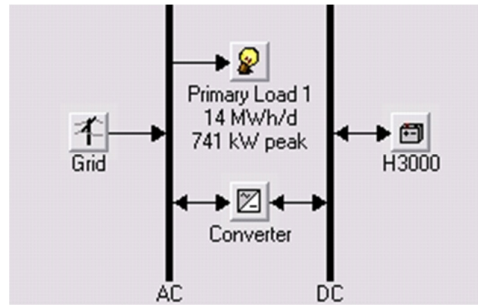 Primary Load 1
14 MWh/d
741 kW peak
Grid
H3000
Converter
AC
DC